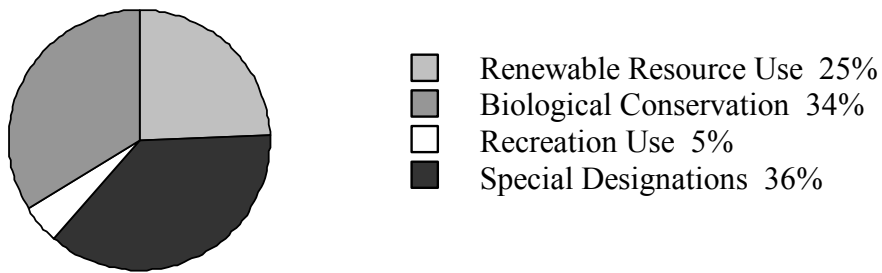 Renewable Resource Use 25%
Biological Conservation 34%
Recreation Use 5%
Special Designations 36%